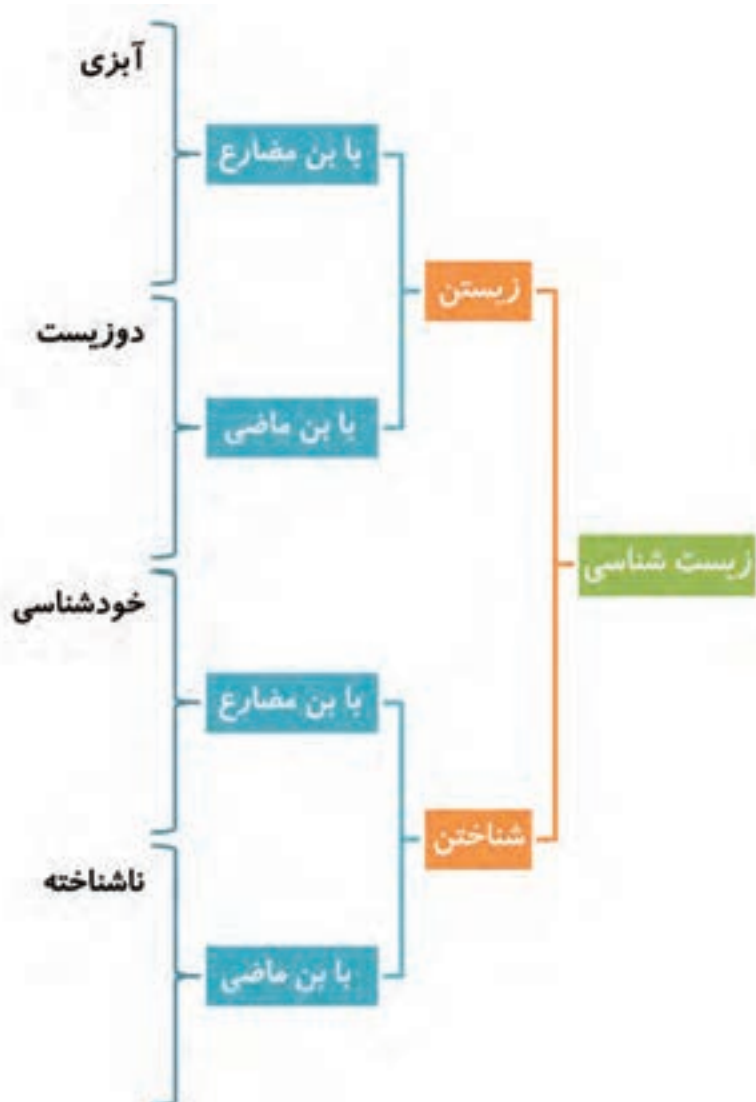 زیست شناسی
زیستن
با بن مضارع
آبزی
با بن ماضی
دوزیست
شناختن
با بن مضارع
خودشناسی
با بن ماضی
ناشناخته